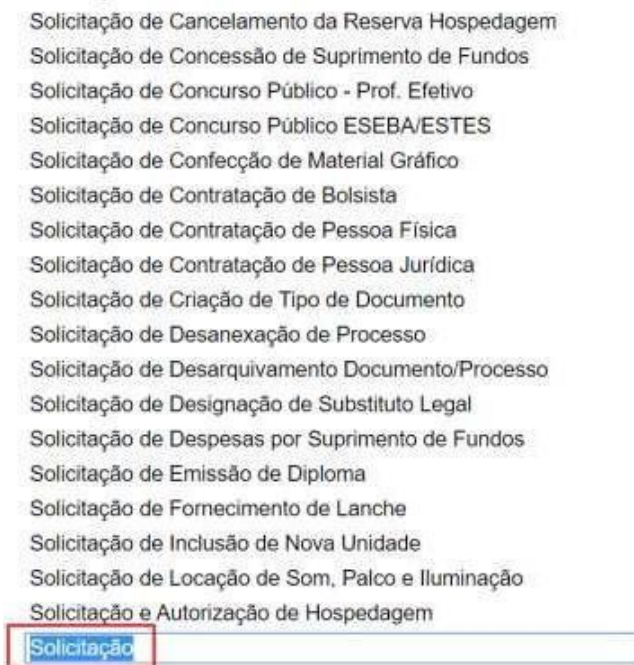 Solicitação de Cancelamento da Reserva Hospedagem
Solicitação de Concessão de Suprimento de Fundos
Solicitação de Concurso Público - Prof. Efetivo
Solicitação de Concurso Público ESEBA/ESTES
Solicitação de Confecção de Material Gráfico
Solicitação de Contratação de Bolsista
Solicitação de Contratação de Pessoa Física
Solicitação de Contratação de Pessoa Jurídica
Solicitação de Criação de Tipo de Documento
Solicitação de Desanexação de Processo
Solicitação de Desarquivamento Documento/Processo
Solicitação de Designação de Substituto Legal
Solicitação de Despesas por Suprimento de Fundos
Solicitação de Emissão de Diploma
Solicitação de Fornecimento de Lanche
Solicitação de Inclusão de Nova Unidade
Solicitação de Locação de Som, Palco e Iluminação
Solicitação e Autorização de Hospedagem
Solicitação